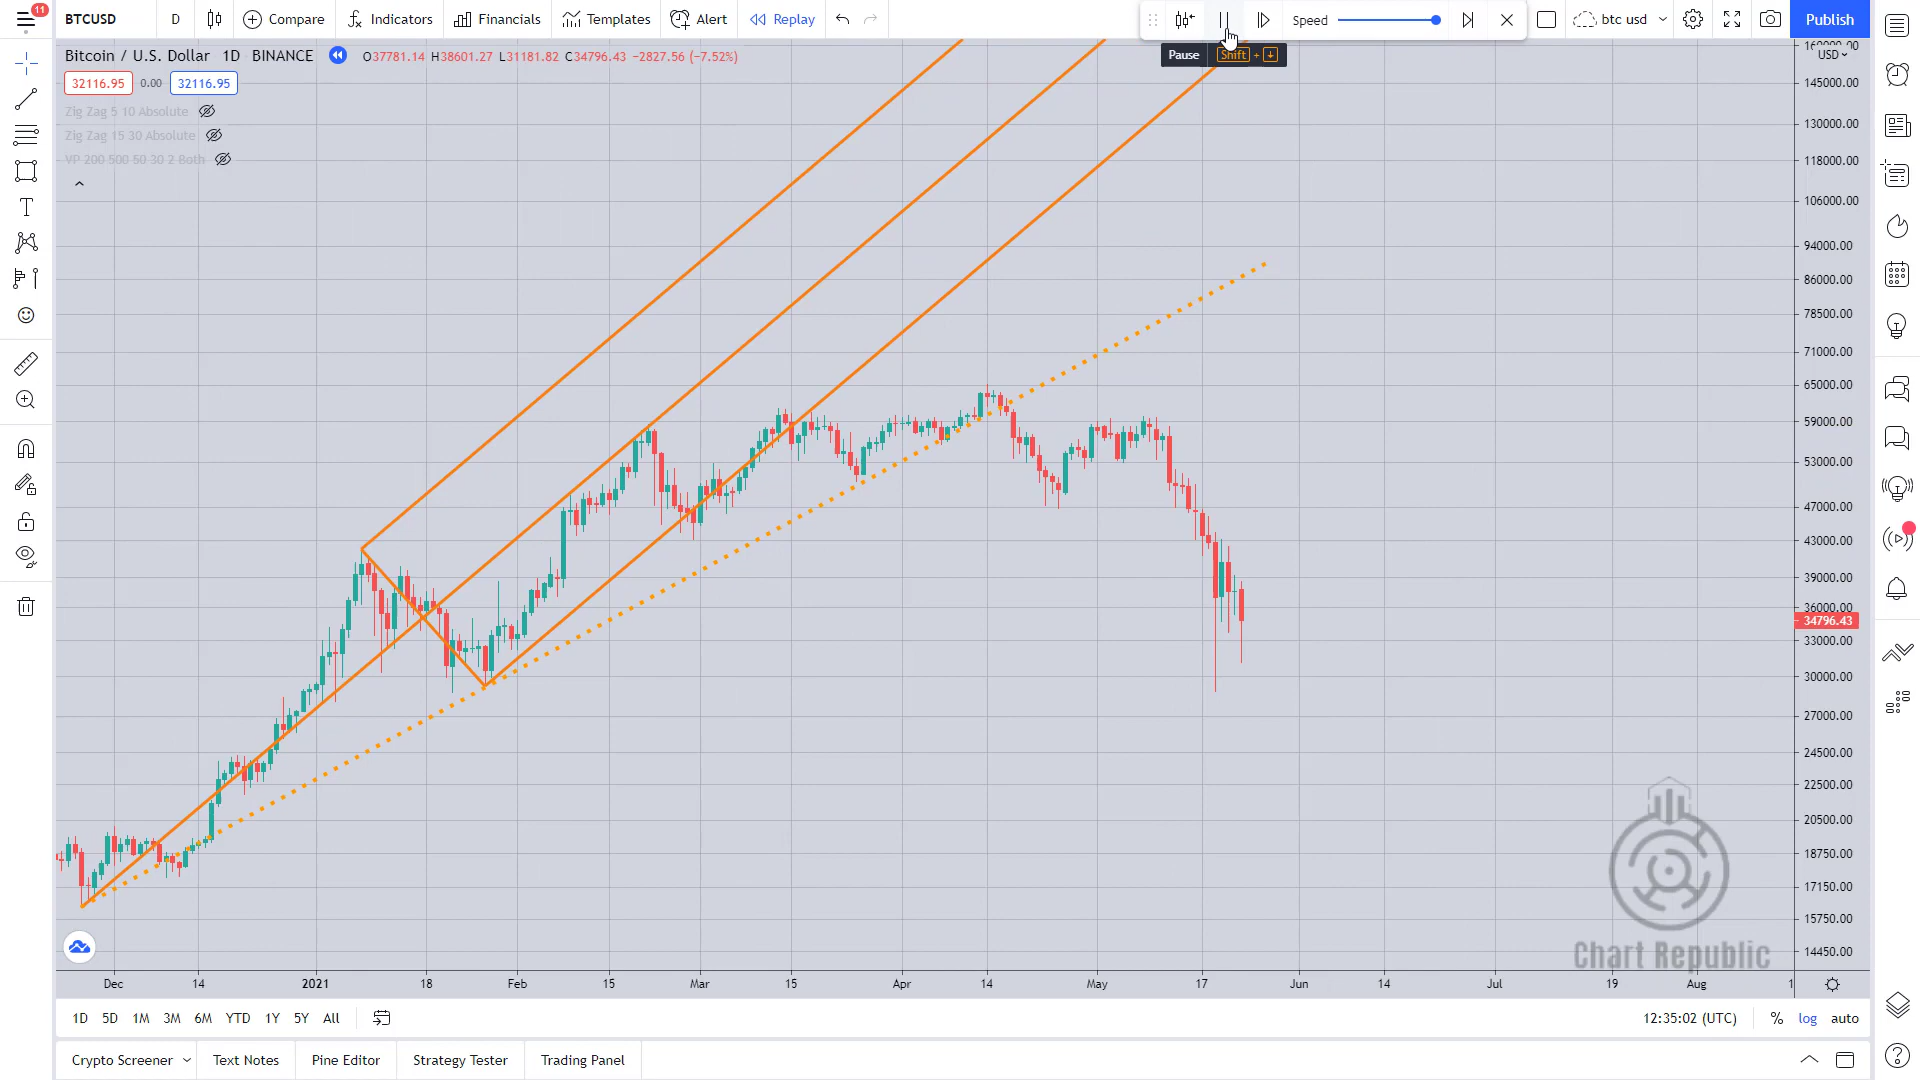 11
BTCUSD D Compare Indicators Financials Templates Alert Replay Speed btc usd Publish
Pause Shift + ↓
Bitcoin / U.S. Dollar 1D BINANCE O37781.14 H38601.27 L31181.82 C34796.43 −2827.56 (−7.52%)
32116.95 0.00 32116.95
Zig Zag 5 10 Absolute
Zig Zag 15 30 Absolute
VP 200 500 50 30 2 Both
160000.00
USD
145000.00
130000.00
118000.00
106000.00
94000.00
86000.00
78500.00
71000.00
65000.00
59000.00
53000.00
47000.00
43000.00
39000.00
36000.00
34796.43
33000.00
30000.00
27000.00
24500.00
22500.00
20500.00
18750.00
17150.00
15750.00
14450.00
Chart Republic
Dec 14 2021 18 Feb 15 Mar 15 Apr 14 May 17 Jun 14 Jul 19 Aug 1
1D 5D 1M 3M 6M YTD 1Y 5Y All 12:35:02 (UTC) % log auto
Crypto Screener Text Notes Pine Editor Strategy Tester Trading Panel